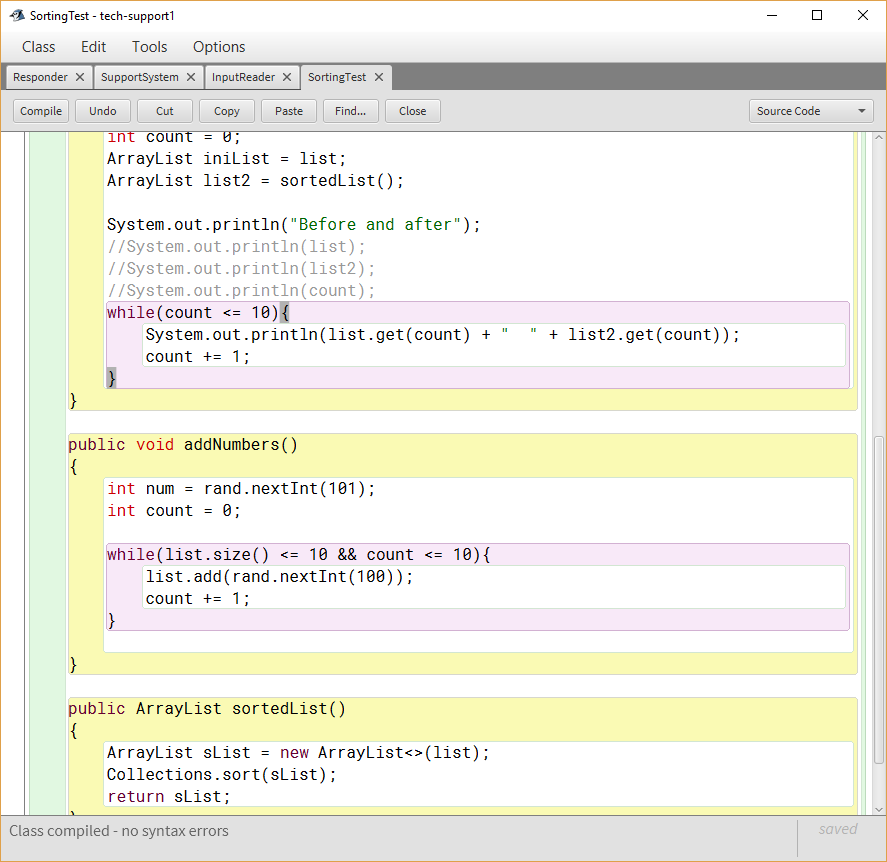 SortingTest - tech-support1
Class Edit Tools Options
Responder SupportSystem InputReader SortingTest
Compile Undo Cut Copy Paste Find... Close Source Code
int count = 0;
ArrayList iniList = list;
ArrayList list2 = sortedList();
System.out.println("Before and after");
//System.out.println(list);
//System.out.println(list2);
//System.out.println(count);
while(count <= 10){
System.out.println(list.get(count) + "  " + list2.get(count));
count += 1;
}
}
public void addNumbers()
{
int num = rand.nextInt(101);
int count = 0;
while(list.size() <= 10 && count <= 10){
list.add(rand.nextInt(100));
count += 1;
}
}
public ArrayList sortedList()
{
ArrayList sList = new ArrayList<>(list);
Collections.sort(sList);
return sList;
Class compiled - no syntax errors
saved